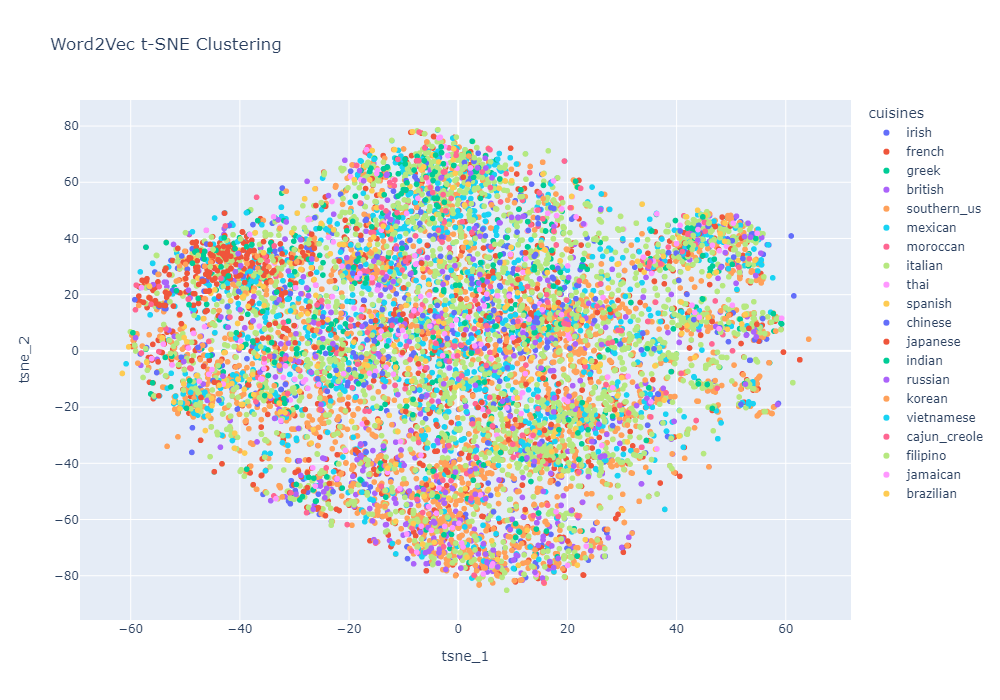 Word2Vec t-SNE Clustering
cuisines
irish
french
greek
british
southern_us
mexican
moroccan
italian
thai
spanish
chinese
japanese
indian
russian
korean
vietnamese
cajun_creole
filipino
jamaican
brazilian
80
60
40
20
0
−20
−40
−60
−80
tsne_2
−60 −40 −20 0 20 40 60
tsne_1